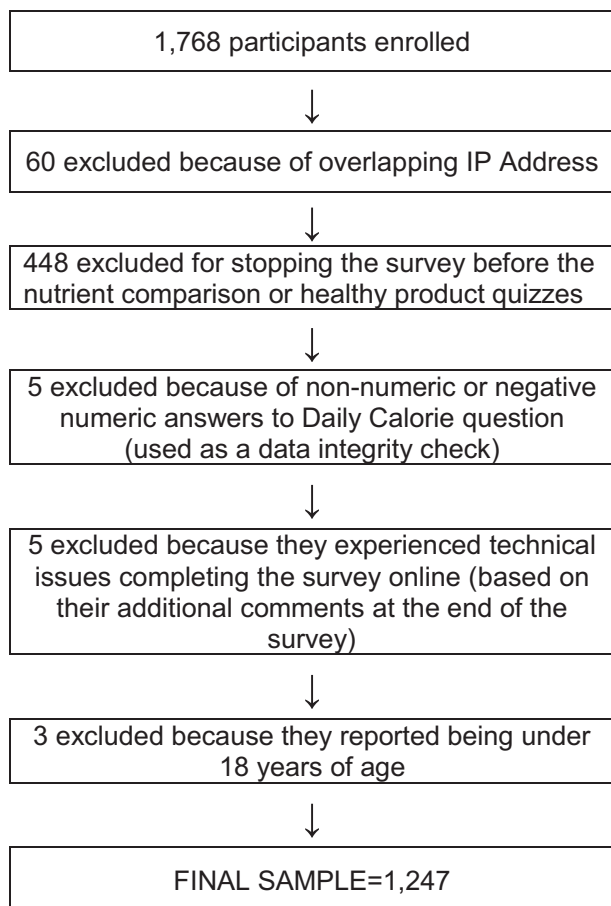 1,768 participants enrolled
60 excluded because of overlapping IP Address
448 excluded for stopping the survey before the
nutrient comparison or healthy product quizzes
5 excluded because of non-numeric or negative
numeric answers to Daily Calorie question
(used as a data integrity check)
5 excluded because they experienced technical
issues completing the survey online (based on
their additional comments at the end of the
survey)
3 excluded because they reported being under
18 years of age
FINAL SAMPLE=1,247